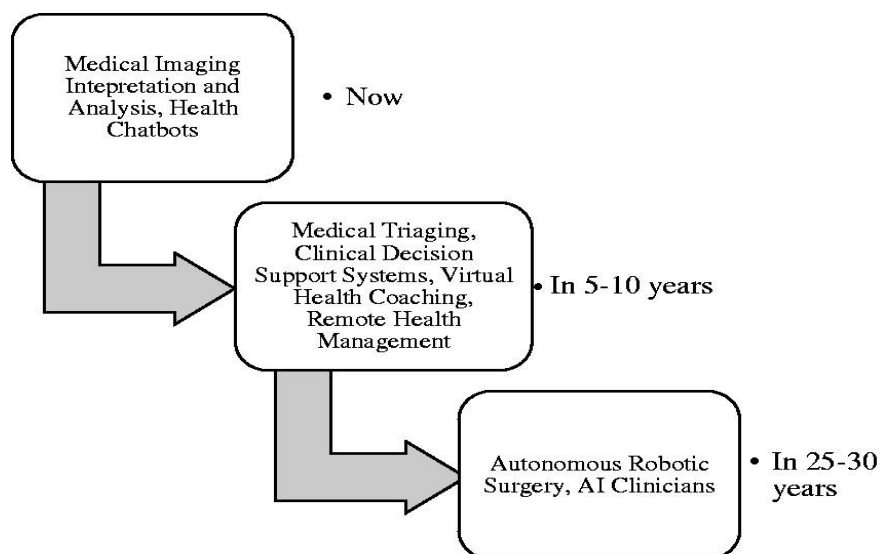 Medical Imaging
Intepretation and
Analysis, Health
Chatbots
• Now
Medical Triaging,
Clinical Decision
Support Systems, Virtual
Health Coaching,
Remote Health
Management
• In 5-10 years
Autonomous Robotic
Surgery, AI Clinicians
• In 25-30
years